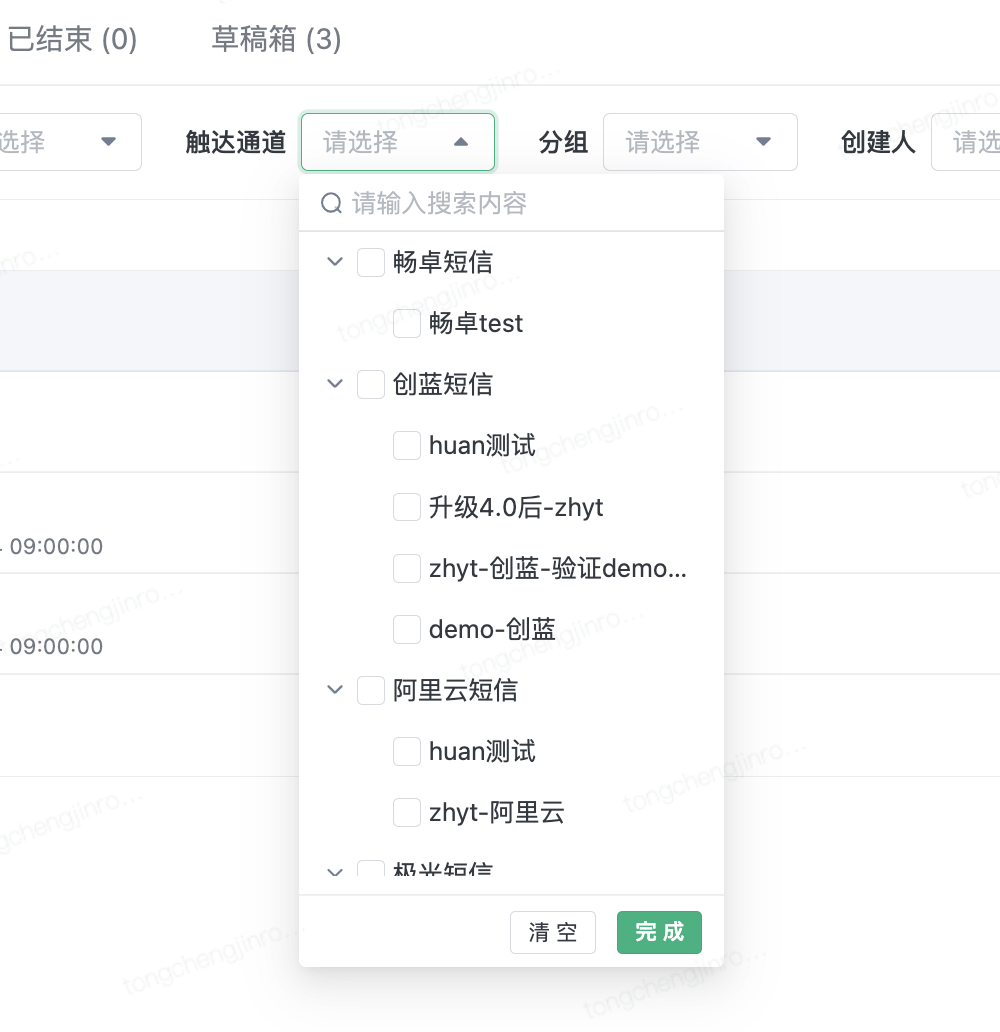 已结束 (0) 草稿箱 (3)
选择 触达通道 请选择 分组 请选择 创建人 请选
请输入搜索内容
畅卓短信
畅卓test
创蓝短信
huan测试
升级4.0后-zhyt
09:00:00
zhyt-创蓝-验证demo...
demo-创蓝
09:00:00
阿里云短信
huan测试
zhyt-阿里云
极光短信
清空 完成
tongchengjinro...